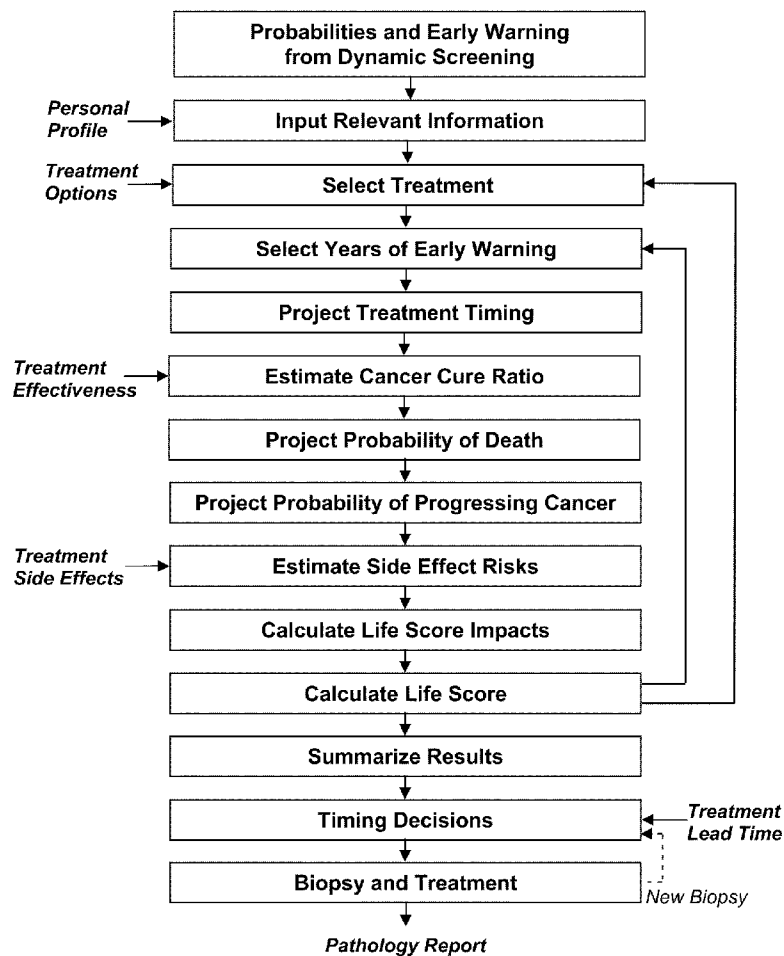 Probabilities and Early Warning
from Dynamic Screening
Personal
Profile
Input Relevant Information
Treatment
Options
Select Treatment
Select Years of Early Warning
Project Treatment Timing
Treatment
Effectiveness
Estimate Cancer Cure Ratio
Project Probability of Death
Project Probability of Progressing Cancer
Treatment
Side Effects
Estimate Side Effect Risks
Calculate Life Score Impacts
Calculate Life Score
Summarize Results
Timing Decisions
Treatment
Lead Time
Biopsy and Treatment
New Biopsy
Pathology Report